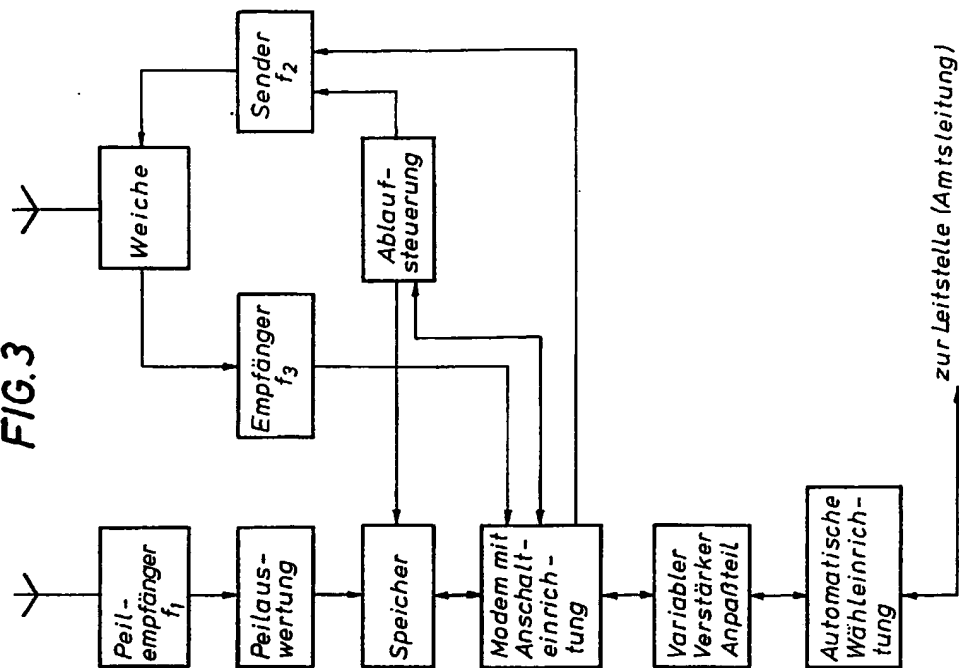 FIG.3
Peil-
empfänger
f1
Peilaus-
wertung
Speicher
Modem mit
Anschalt-
einrich-
tung
Variabler
Verstärker
Anpaßteil
Automatische
Wähleinrich-
tung
Empfänger
f3
Weiche
Ablauf-
steuerung
Sender
f2
zur Leitstelle (Amtsleitung)